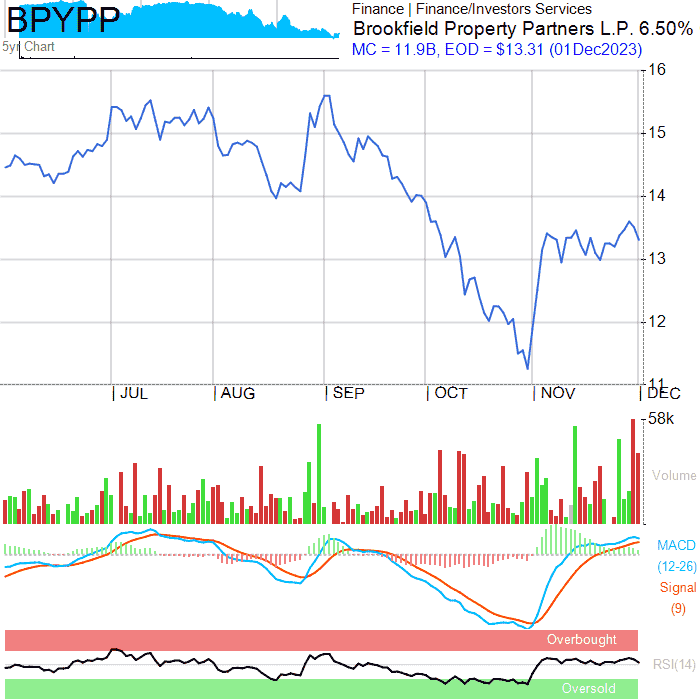 BPYPP
5yr Chart
Finance | Finance/Investors Services
Brookfield Property Partners L.P. 6.50%
MC = 11.9B, EOD = $13.31 (01Dec2023)
16
15
14
13
12
11
JUL
AUG
SEP
OCT
NOV
DEC
58k
Volume
MACD
(12-26)
Signal
(9)
Overbought
RSI(14)
Oversold